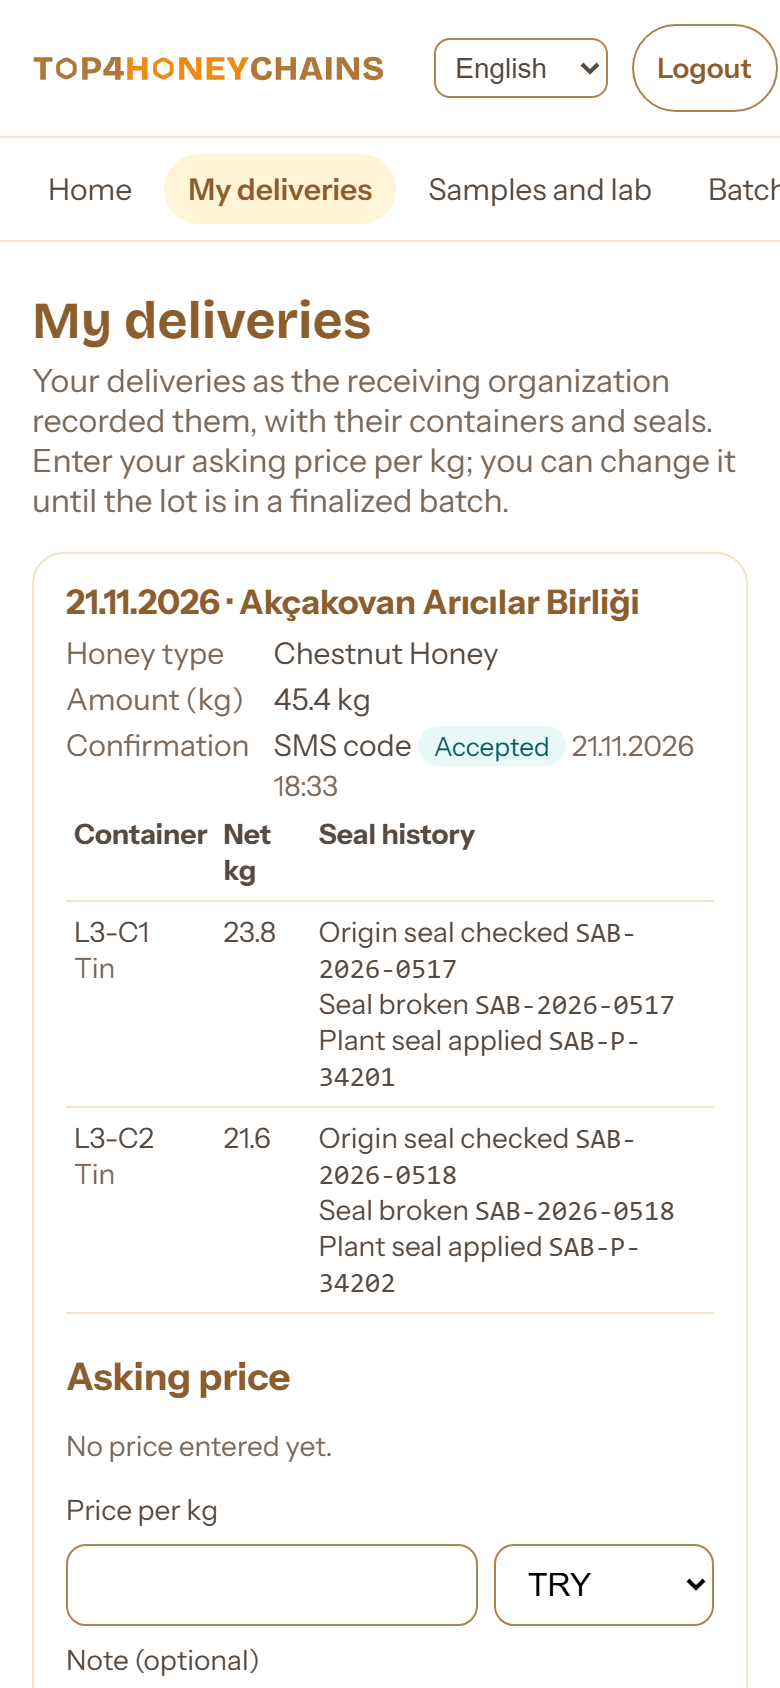 TOP4HONEYCHAINS
English
Logout
Home
My deliveries
Samples and lab
Batch
My deliveries
Your deliveries as the receiving organization
recorded them, with their containers and seals.
Enter your asking price per kg; you can change it
until the lot is in a finalized batch.
21.11.2026 · Akçakovan Arıcılar Birliği
Honey type Chestnut Honey
Amount (kg) 45.4 kg
Confirmation SMS code Accepted 21.11.2026
18:33
Container Net Seal history
kg
L3-C1 23.8 Origin seal checked SAB-
Tin 2026-0517
Seal broken SAB-2026-0517
Plant seal applied SAB-P-
34201
L3-C2 21.6 Origin seal checked SAB-
Tin 2026-0518
Seal broken SAB-2026-0518
Plant seal applied SAB-P-
34202
Asking price
No price entered yet.
Price per kg
TRY
Note (optional)